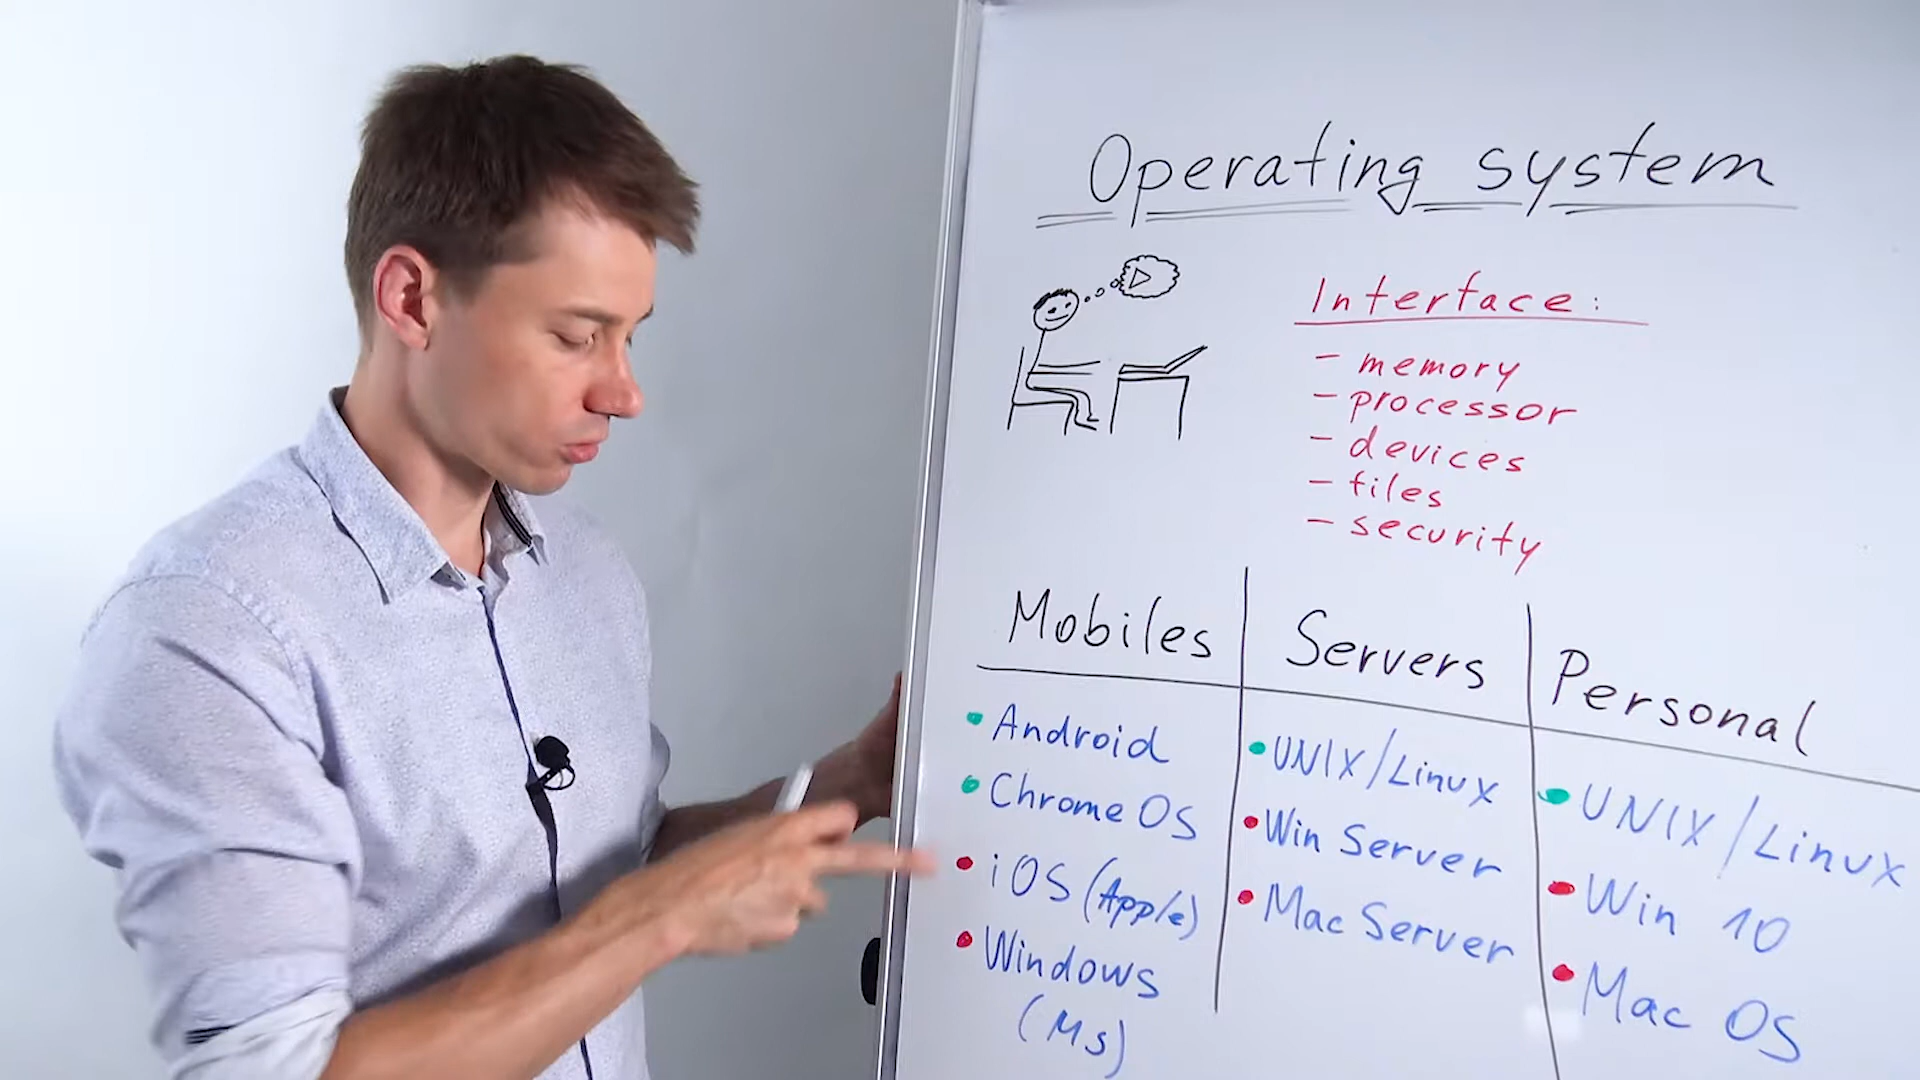 Operating system
Interface:
- memory
- processor
- devices
- files
- security
Mobiles
• Android
• Chrome OS
• iOS (Apple)
• Windows
(Ms)
Servers
• UNIX/Linux
• Win Server
• Mac Server
Personal
• UNIX/Linux
• Win 10
• Mac OS